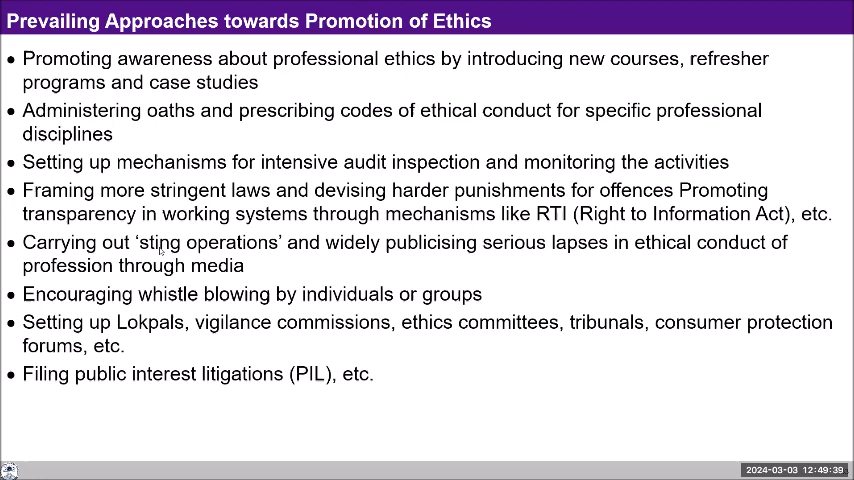 Prevailing Approaches towards Promotion of Ethics
• Promoting awareness about professional ethics by introducing new courses, refresher
programs and case studies
• Administering oaths and prescribing codes of ethical conduct for specific professional
disciplines
• Setting up mechanisms for intensive audit inspection and monitoring the activities
• Framing more stringent laws and devising harder punishments for offences Promoting
transparency in working systems through mechanisms like RTI (Right to Information Act), etc.
• Carrying out ‘sting operations’ and widely publicising serious lapses in ethical conduct of
profession through media
• Encouraging whistle blowing by individuals or groups
• Setting up Lokpals, vigilance commissions, ethics committees, tribunals, consumer protection
forums, etc.
• Filing public interest litigations (PIL), etc.
2024-03-03 12:49:39